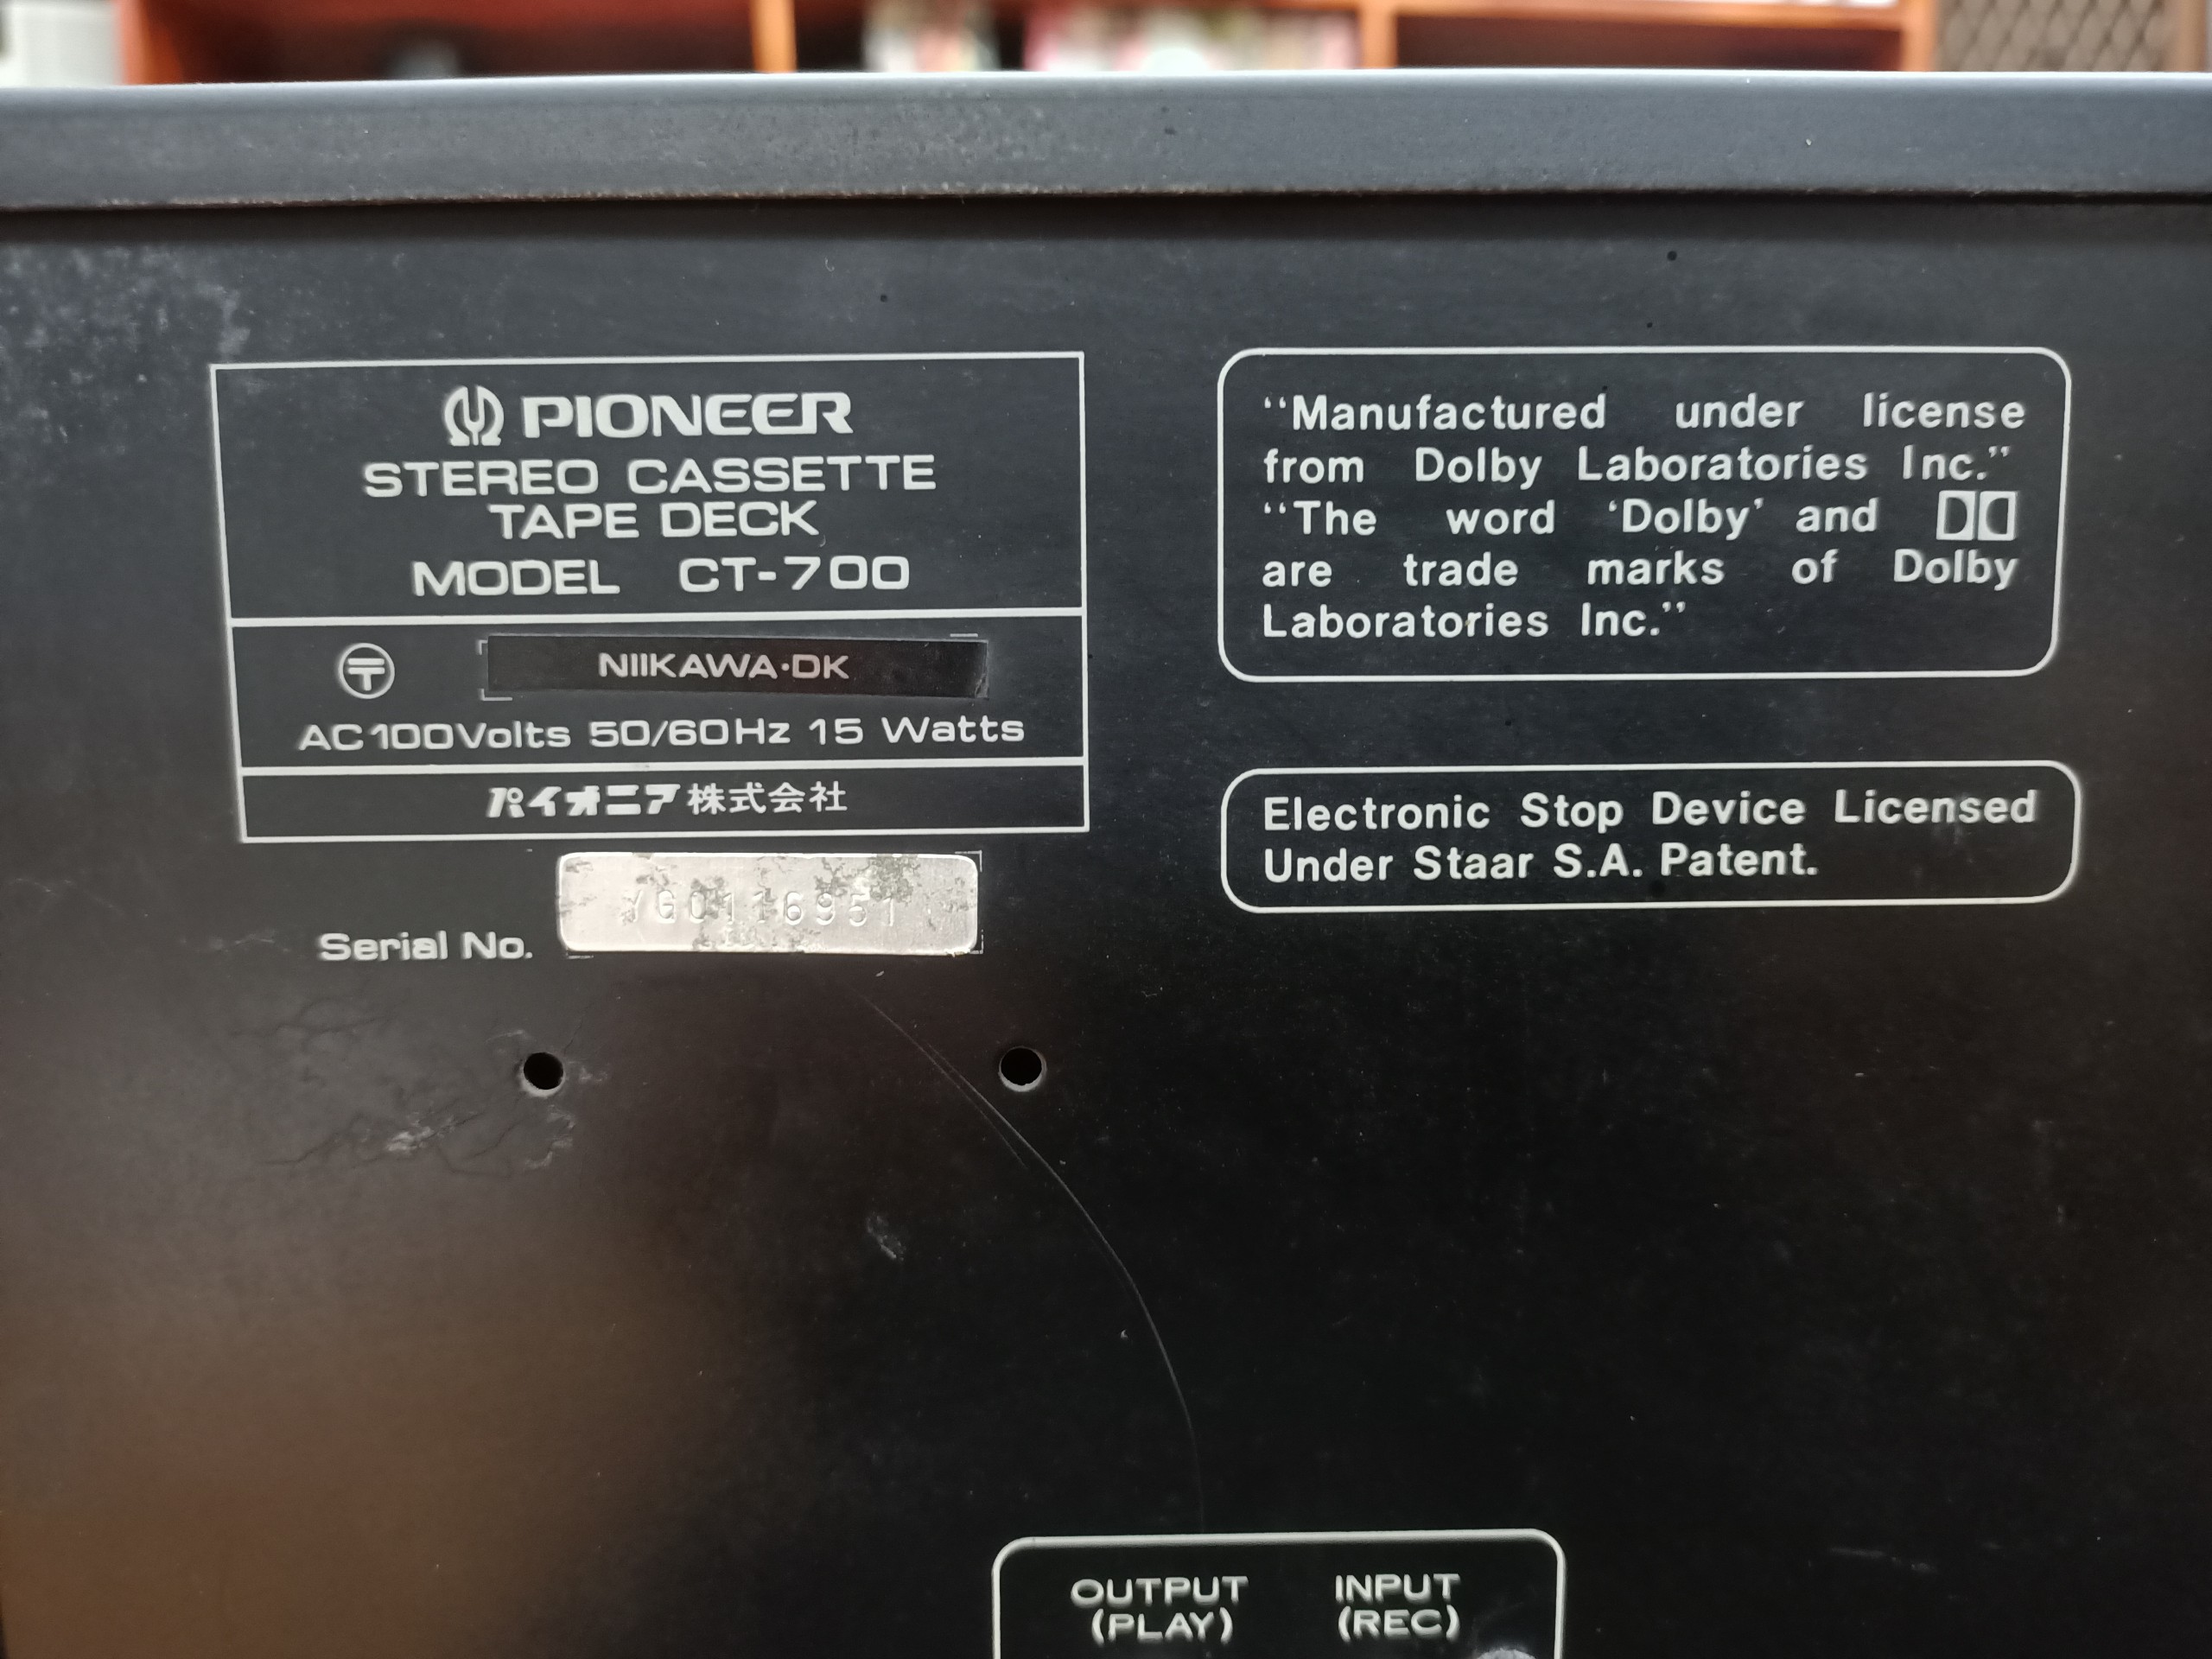 PIONEER
STEREO CASSETTE
TAPE DECK
MODEL CT-700
〒 NIIKAWA·DK
AC100Volts 50/60Hz 15 Watts
パイオニア株式会社
Serial No.
“Manufactured under license
from Dolby Laboratories Inc.”
“The word ‘Dolby’ and
are trade marks of Dolby
Laboratories Inc.”
Electronic Stop Device Licensed
Under Staar S.A. Patent.
OUTPUT INPUT
(PLAY) (REC)